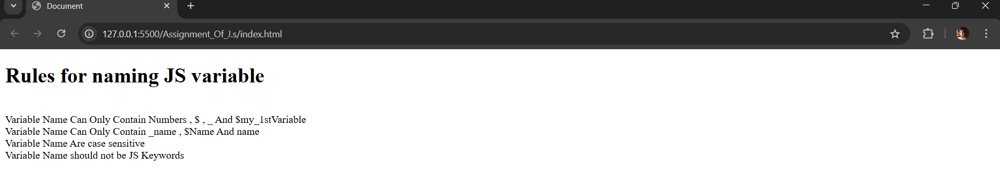 Document
127.0.0.1:5500/Assignment_Of_J.s/index.html
Rules for naming JS variable
Variable Name Can Only Contain Numbers , $ , _ And $my_1stVariable
Variable Name Can Only Contain _name , $Name And name
Variable Name Are case sensitive
Variable Name should not be JS Keywords